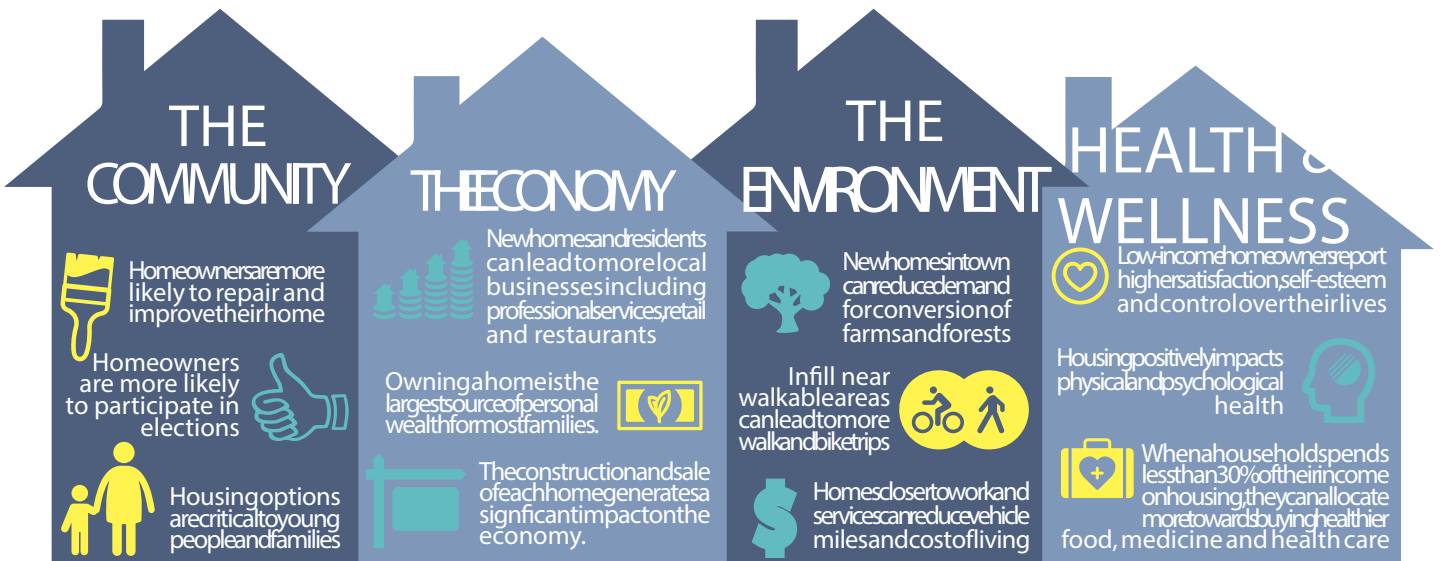 THE
COMMUNITY
Homeowners are more
likely to repair and
improve their home
Homeowners
are more likely
to participate in
elections
Housing options
are critical to young
people and families
THE ECONOMY
New homes and residents
can lead to more local
businesses including
professional services, retail
and restaurants
Owning a home is the
largest source of personal
wealth for most families.
The construction and sale
of each home generates a
signficant impact on the
economy.
THE
ENVIRONMENT
New homes in town
can reduce demand
for conversion of
farms and forests
Infill near
walkable areas
can lead to more
walk and bike trips
Homes closer to work and
services can reduce vehicle
miles and cost of living
HEALTH &
WELLNESS
Low-income homeowners report
higher satisfaction, self-esteem
and control over their lives
Housing positively impacts
physical and psychological
health
When a household spends
less than 30% of their income
on housing, they can allocate
more towards buying healthier
food, medicine and health care